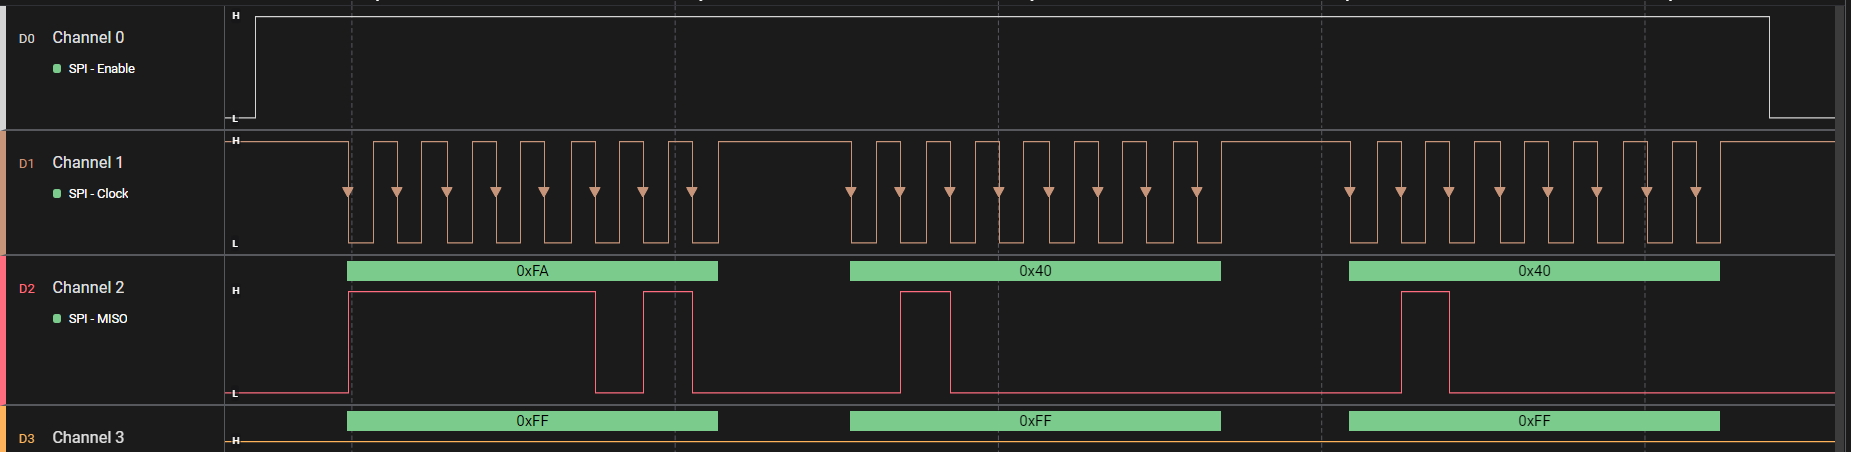 H
D0 Channel 0
SPI - Enable
L
H
D1 Channel 1
SPI - Clock
L
0xFA 0x40 0x40
D2 Channel 2
H
SPI - MISO
L
0xFF 0xFF 0xFF
D3 Channel 3
H